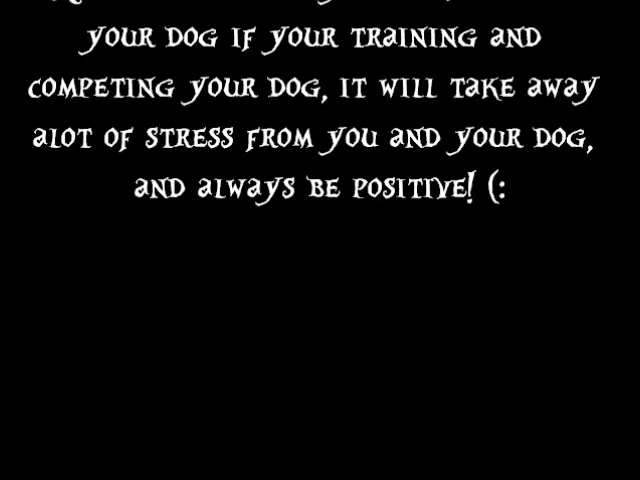 your dog if your training and
competing your dog, it will take away
alot of stress from you and your dog,
and always be positive! (: